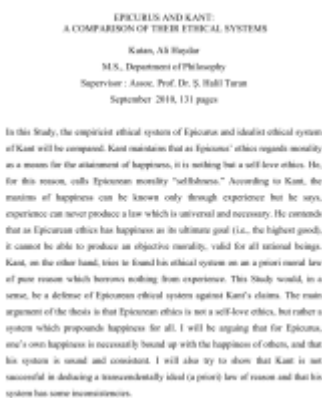 EPICURUS AND KANT:
A COMPARISON OF THEIR ETHICAL SYSTEMS
Katan, Ali Haydar
M.S., Department of Philosophy
Supervisor : Assoc. Prof. Dr. Ş. Halil Turan
September 2010, 131 pages
In this Study, the empiricist ethical system of Epicurus and idealist ethical system
of Kant will be compared. Kant maintains that as Epicurus' ethics regards morality
as a means for the attainment of happiness, it is nothing but a self-love ethics. He,
for this reason, calls Epicurean morality "selfishness." According to Kant, the
maxims of happiness can be known only through experience but he says,
experience can never produce a law which is universal and necessary. He contends
that as Epicurean ethics has happiness as its ultimate goal (i.e., the highest good),
it cannot be able to produce an objective morality, valid for all rational beings.
Kant, on the other hand, tries to found his ethical system on an a priori moral law
of pure reason which borrows nothing from experience. This Study would, in a
sense, be a defense of Epicurean ethical system against Kant's claims. The main
argument of the thesis is that Epicurean ethics is not a self-love ethics, but rather a
system which propounds happiness for all. I will be arguing that for Epicurus,
one's own happiness is necessarily bound up with the happiness of others, and that
his system is sound and consistent. I will also try to show that Kant is not
successful in deducing a transcendentally ideal (a priori) law of reason and that his
system has some inconsistencies.